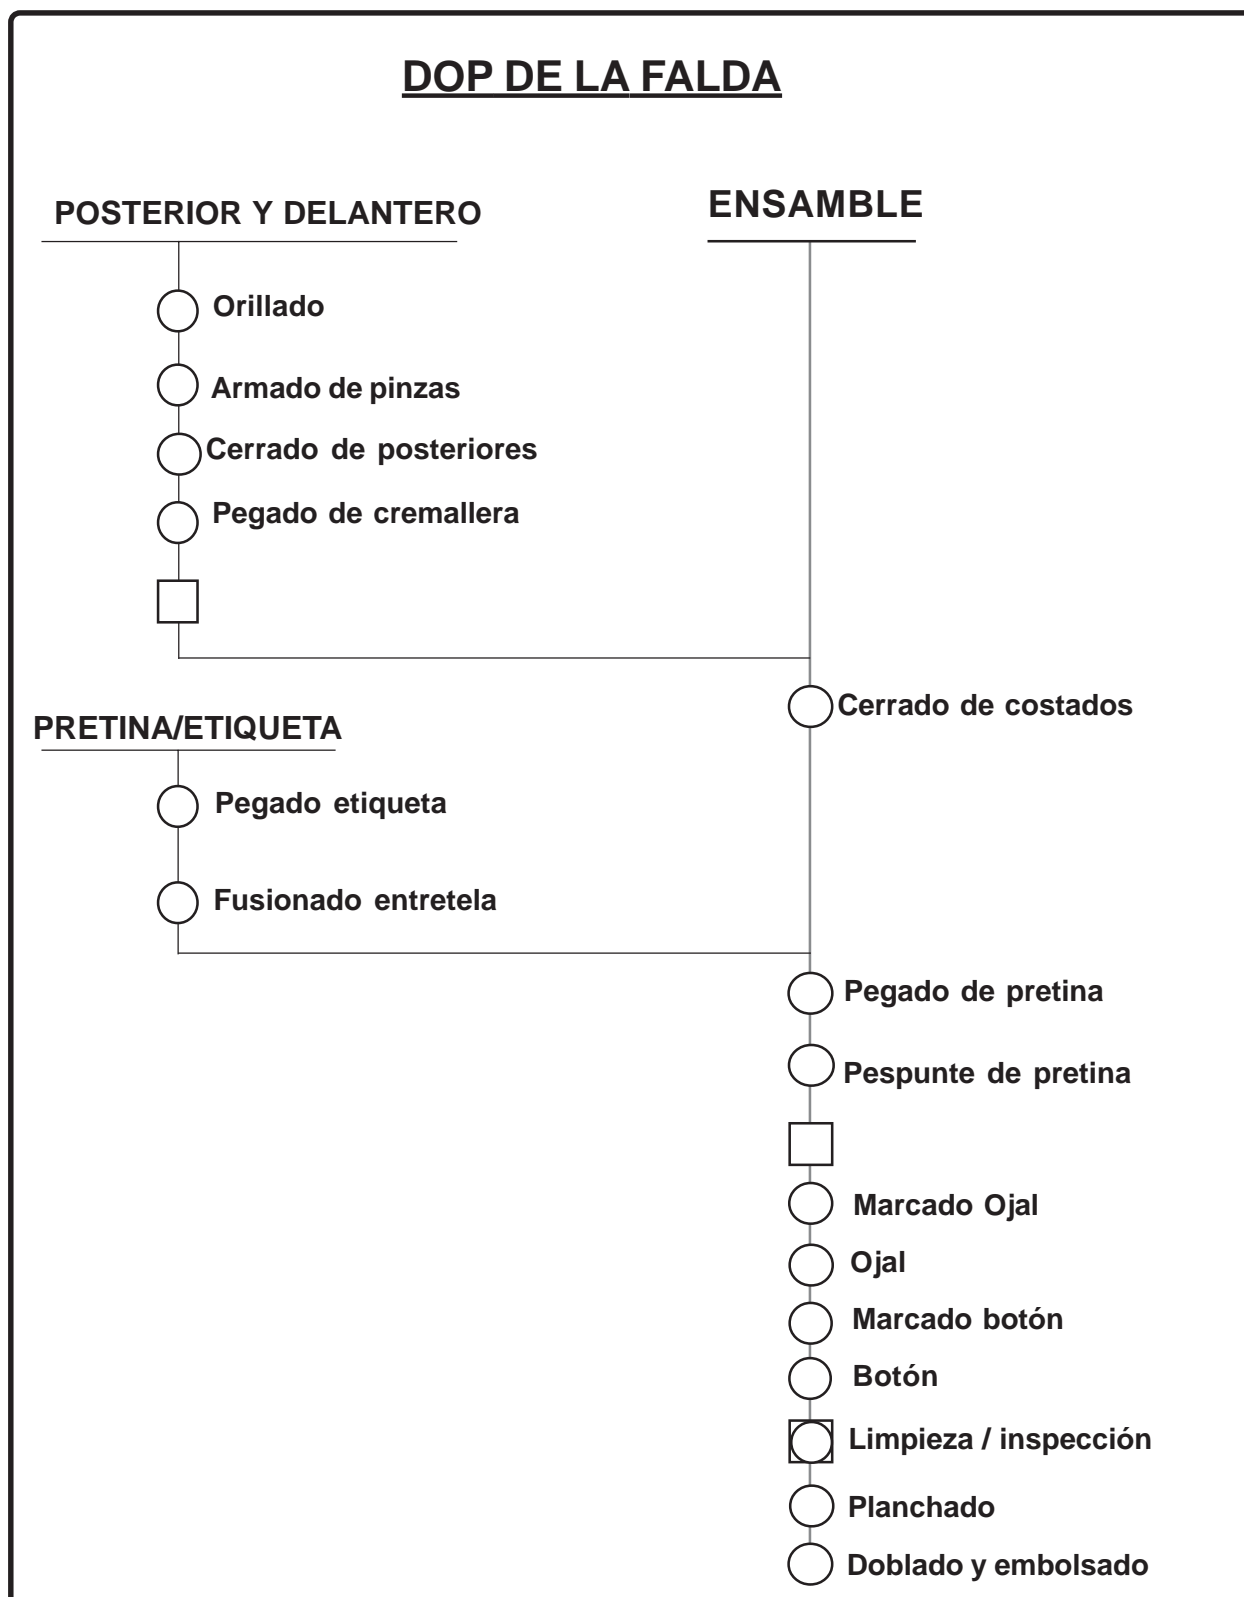 DOP DE LA FALDA
POSTERIOR Y DELANTERO
Orillado
Armado de pinzas
Cerrado de posteriores
Pegado de cremallera
PRETINA/ETIQUETA
Pegado etiqueta
Fusionado entretela
ENSAMBLE
Cerrado de costados
Pegado de pretina
Pespunte de pretina
Marcado Ojal
Ojal
Marcado botón
Botón
Limpieza / inspección
Planchado
Doblado y embolsado